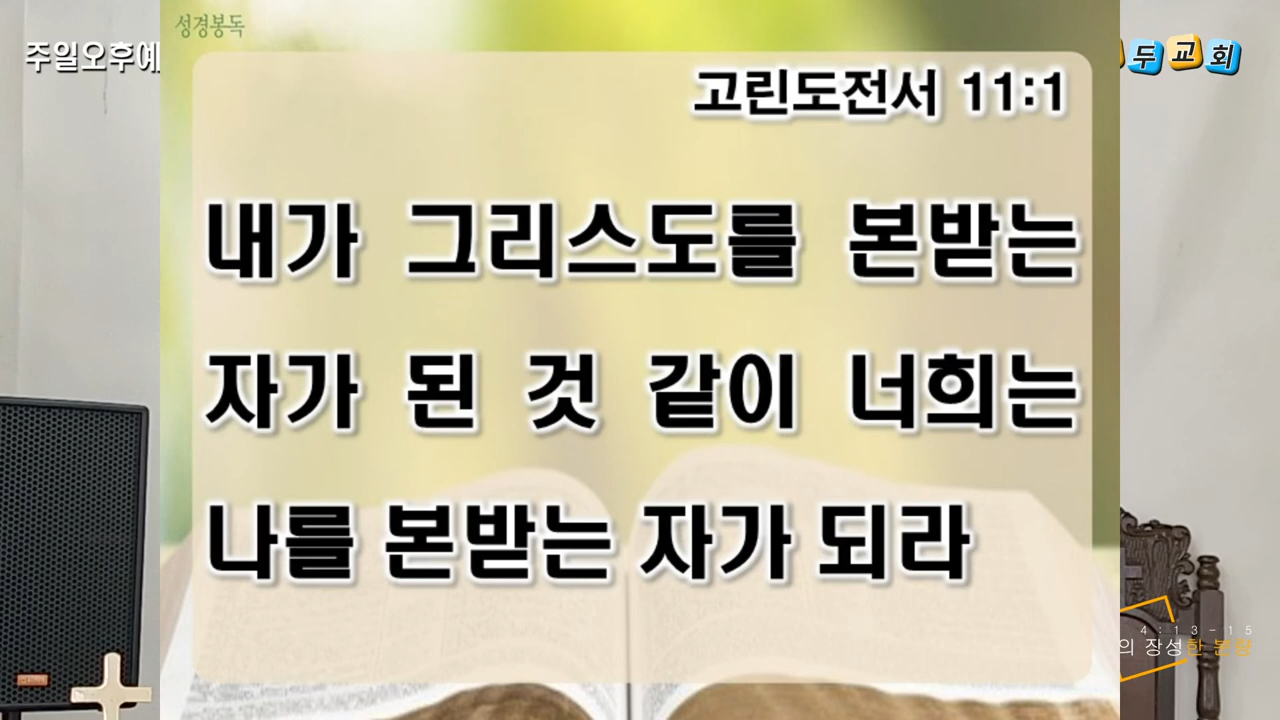 성경봉독
주일오후예
두교회
고린도전서 11:1
내가 그리스도를 본받는
자가 된 것 같이 너희는
나를 본받는 자가 되라
4:13-15
의 장성한 분량